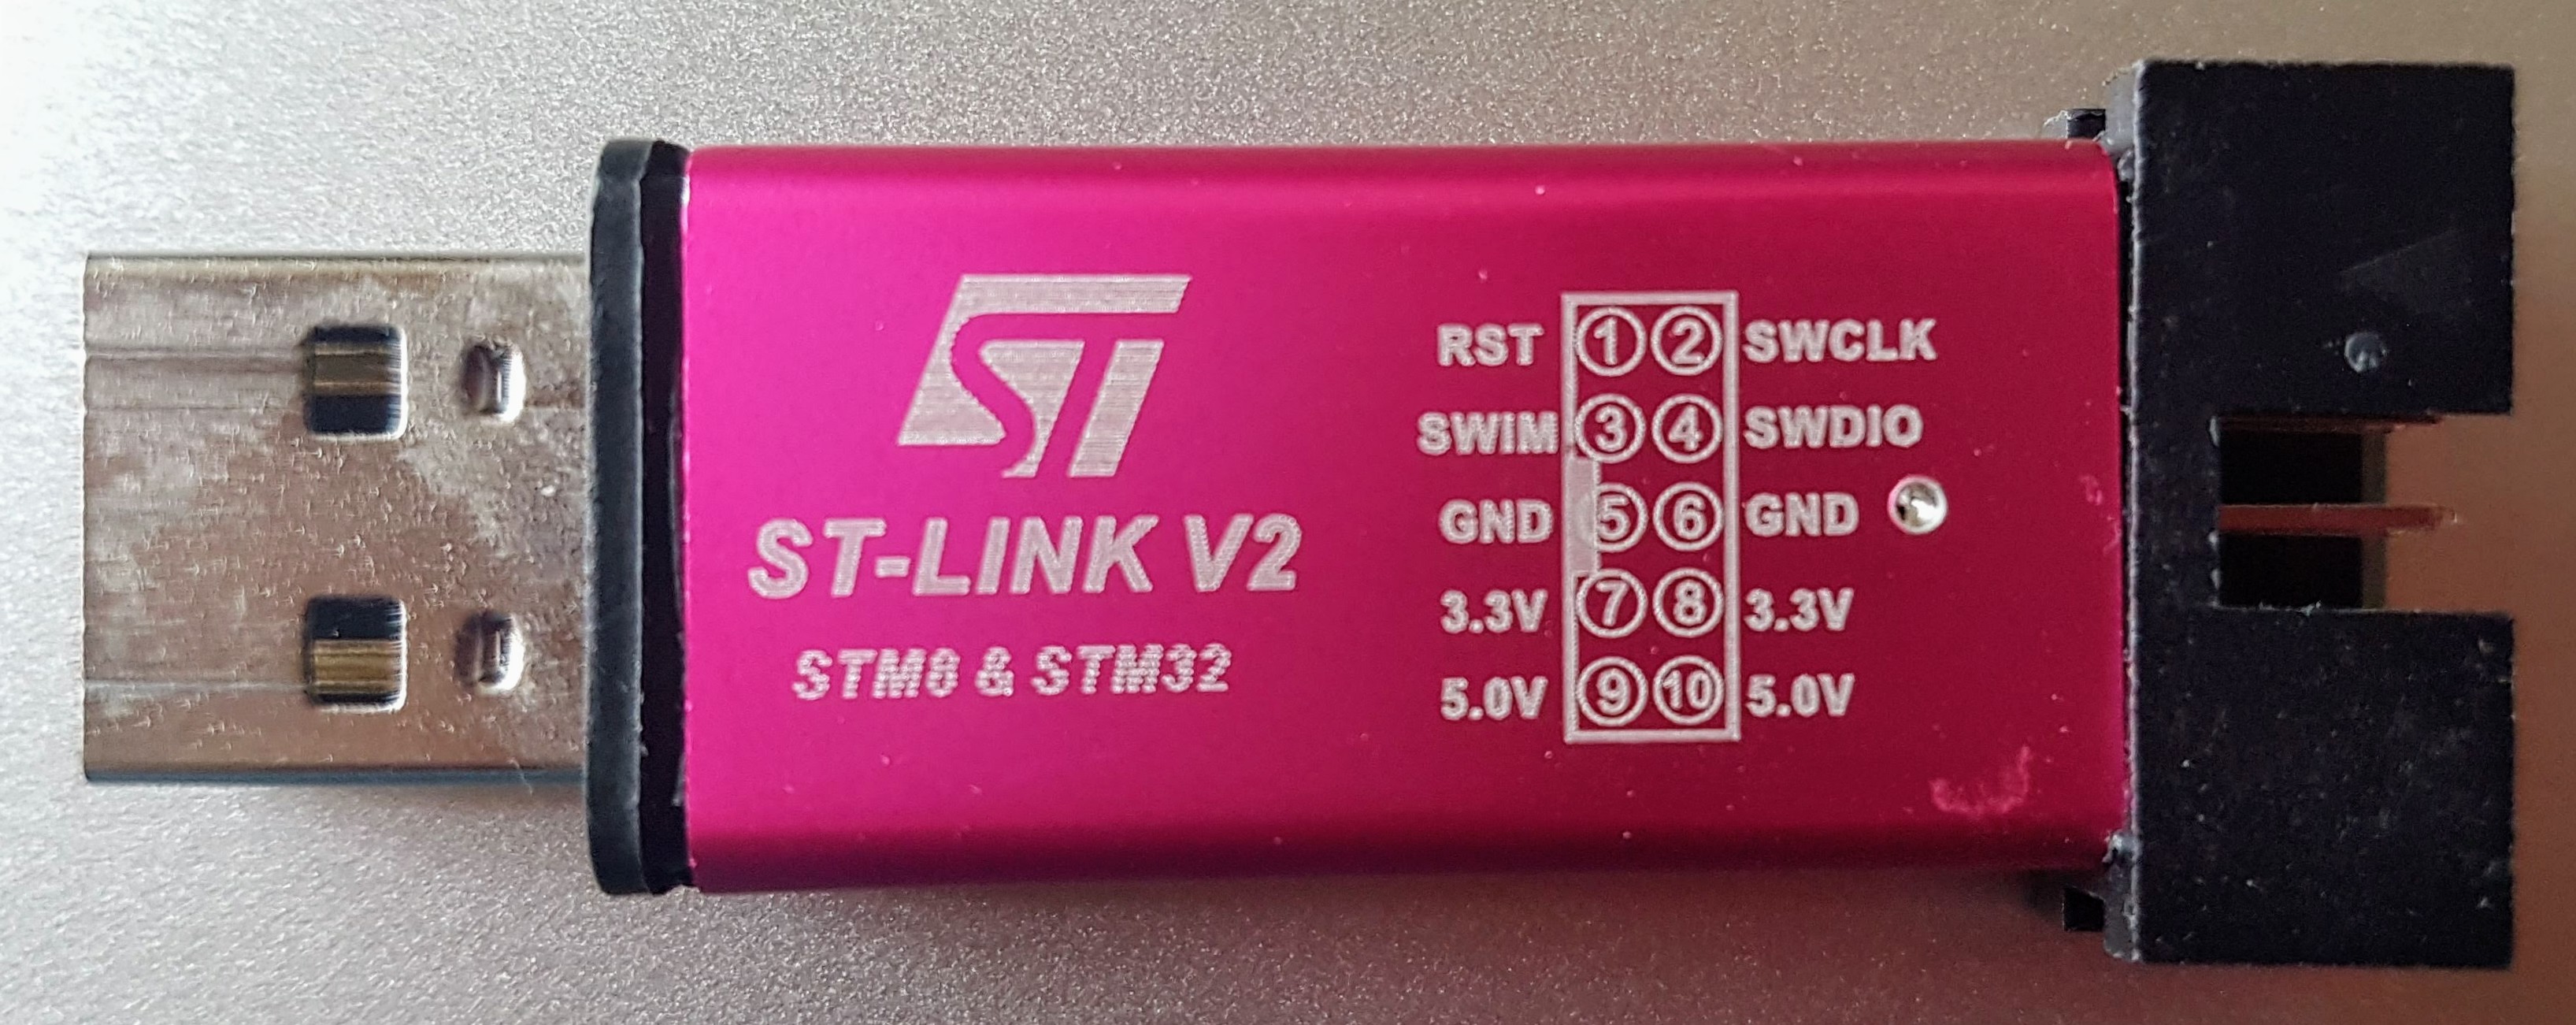 ST
ST-LINK V2
STM8 & STM32
RST 1 2 SWCLK
SWIM 3 4 SWDIO
GND 5 6 GND
3.3V 7 8 3.3V
5.0V 9 10 5.0V